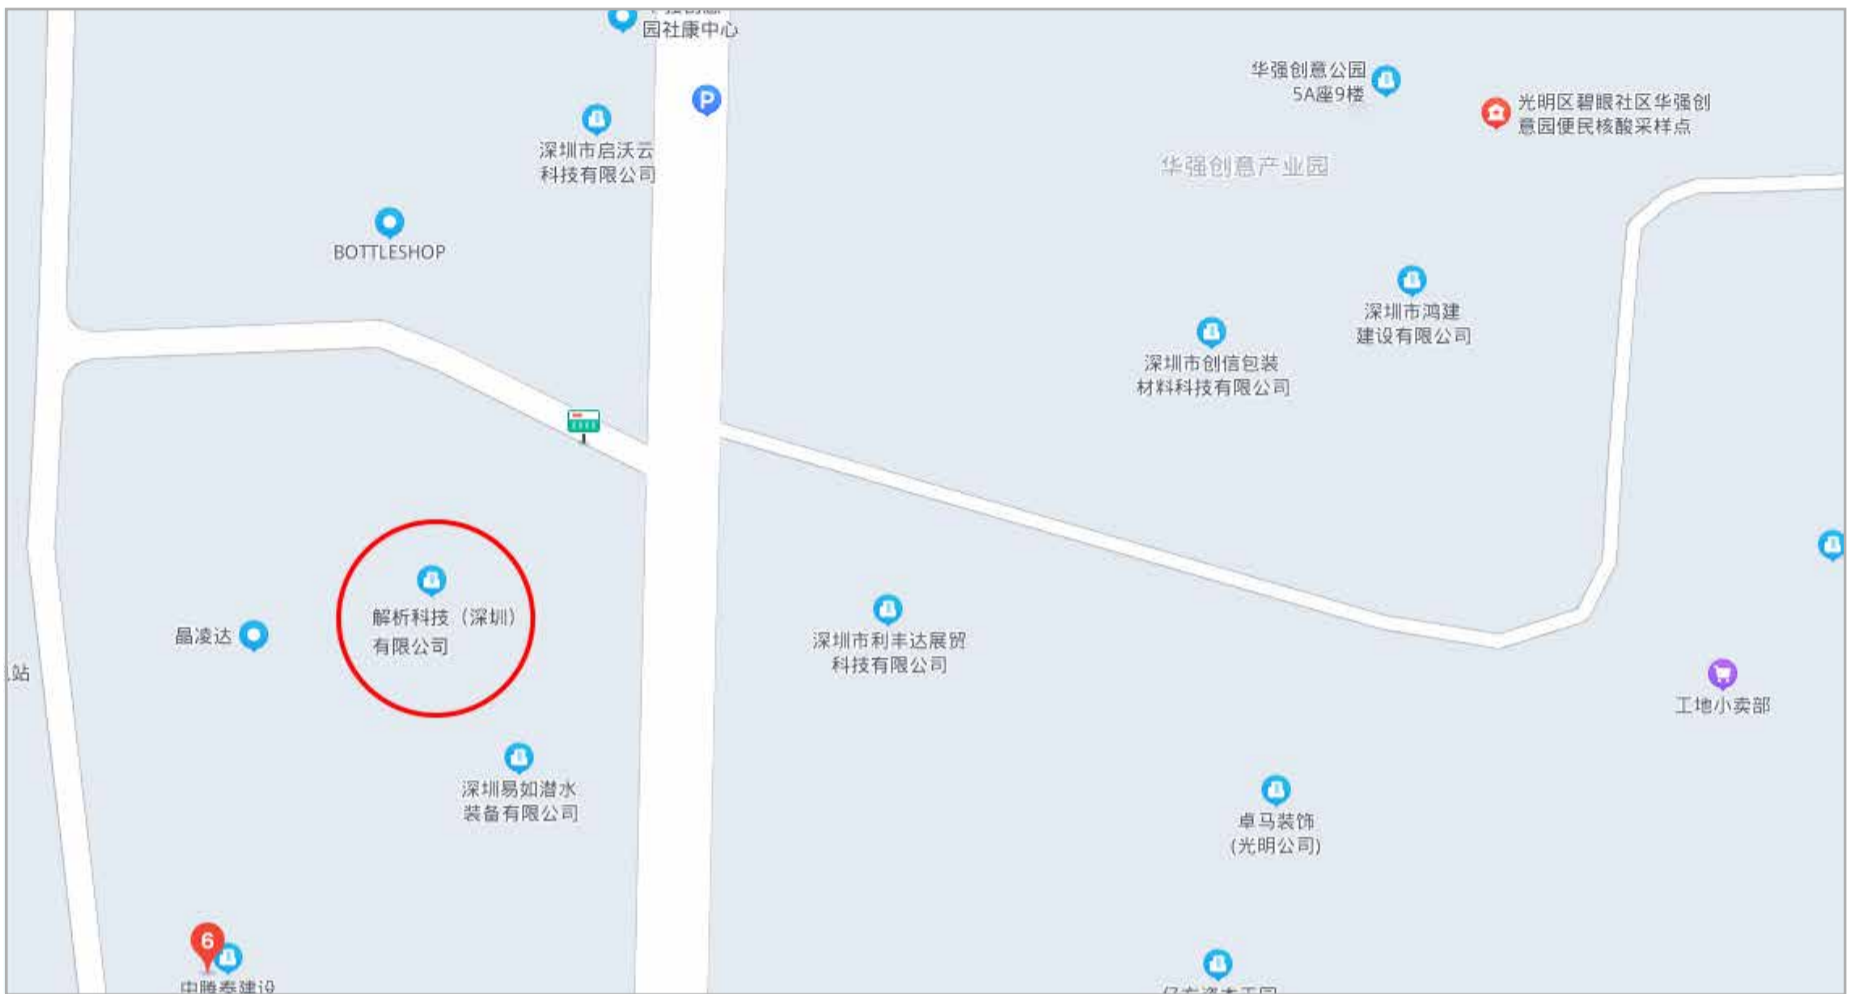 园社康中心
P
华强创意公园
5A座9楼
光明区碧眼社区华强创
意园便民核酸采样点
深圳市启沃云
科技有限公司
华强创意产业园
BOTTLESHOP
深圳市鸿建
建设有限公司
深圳市创信包装
材料科技有限公司
解析科技（深圳）
有限公司
晶凌达
站
深圳市利丰达展贸
科技有限公司
工地小卖部
深圳易如潜水
装备有限公司
卓马装饰
(光明公司)
6
中腾泰建设